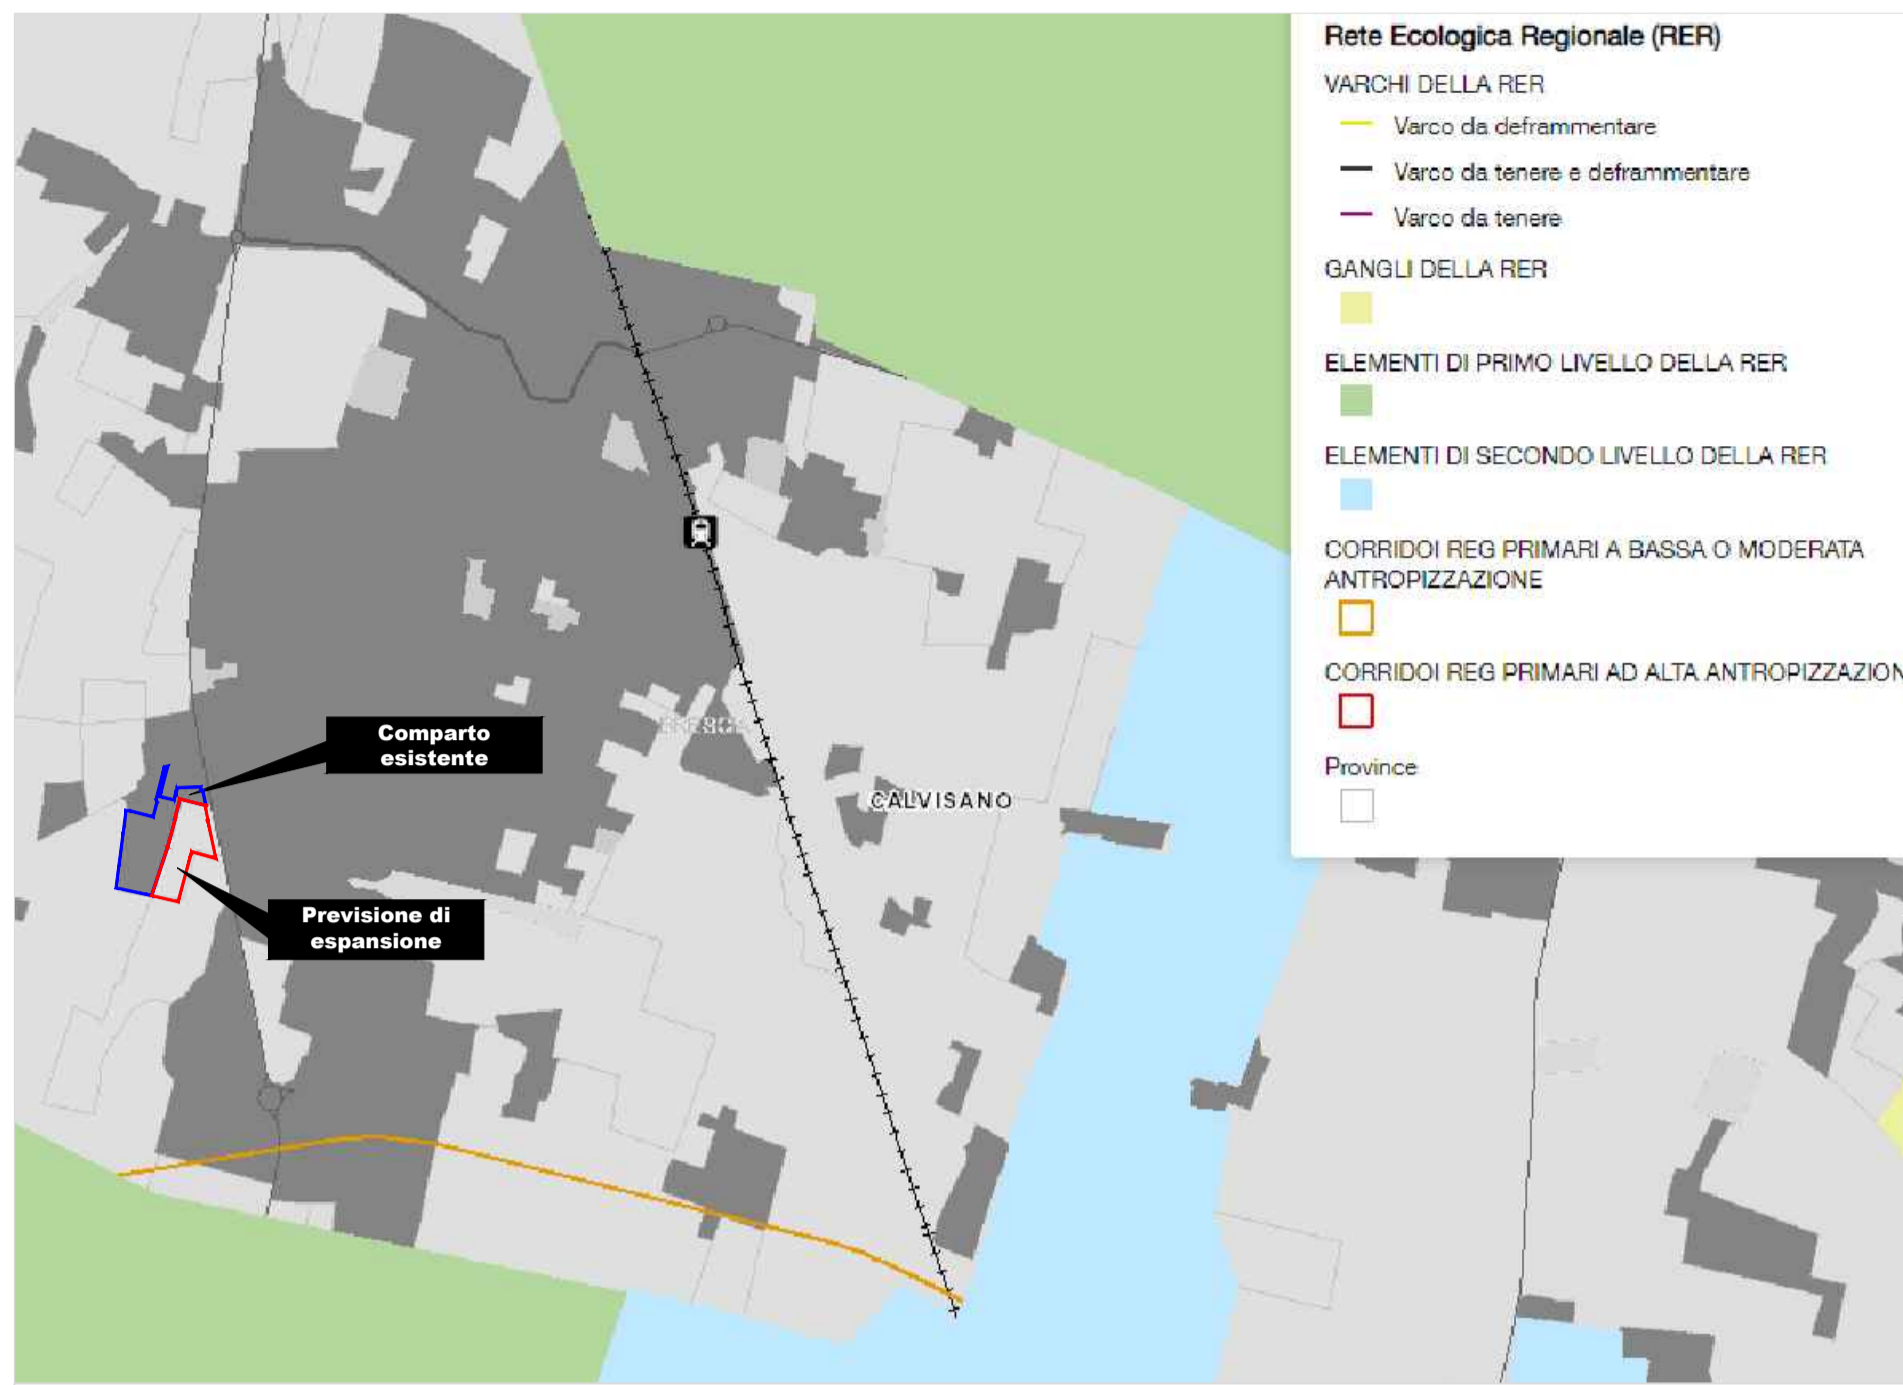 Rete Ecologica Regionale (RER)
VARCHI DELLA RER
Varco da deframmentare
Varco da tenere e deframmentare
Varco da tenere
GANGLI DELLA RER
ELEMENTI DI PRIMO LIVELLO DELLA RER
ELEMENTI DI SECONDO LIVELLO DELLA RER
CORRIDOI REG PRIMARI A BASSA O MODERATA
ANTROPIZZAZIONE
CORRIDOI REG PRIMARI AD ALTA ANTROPIZZAZION
Province
Comparto
esistente
CALVISANO
Previsione di
espansione